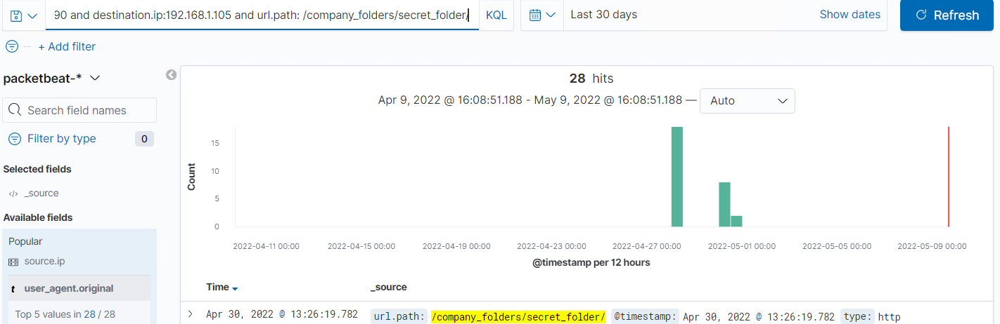 90 and destination.ip:192.168.1.105 and url.path: /company_folders/secret_folder/
KQL
Last 30 days
Show dates
Refresh
+ Add filter
packetbeat-*
28 hits
Apr 9, 2022 @ 16:08:51.188 - May 9, 2022 @ 16:08:51.188 —
Auto
Search field names
Filter by type
0
Selected fields
</> _source
Available fields
Popular
source.ip
t user_agent.original
Top 5 values in 28 / 28
Count
15
10
5
0
2022-04-11 00:00
2022-04-15 00:00
2022-04-19 00:00
2022-04-23 00:00
2022-04-27 00:00
2022-05-01 00:00
2022-05-05 00:00
2022-05-09 00:00
@timestamp per 12 hours
Time
_source
Apr 30, 2022 @ 13:26:19.782
url.path: /company_folders/secret_folder/ @timestamp: Apr 30, 2022 @ 13:26:19.782 type: http